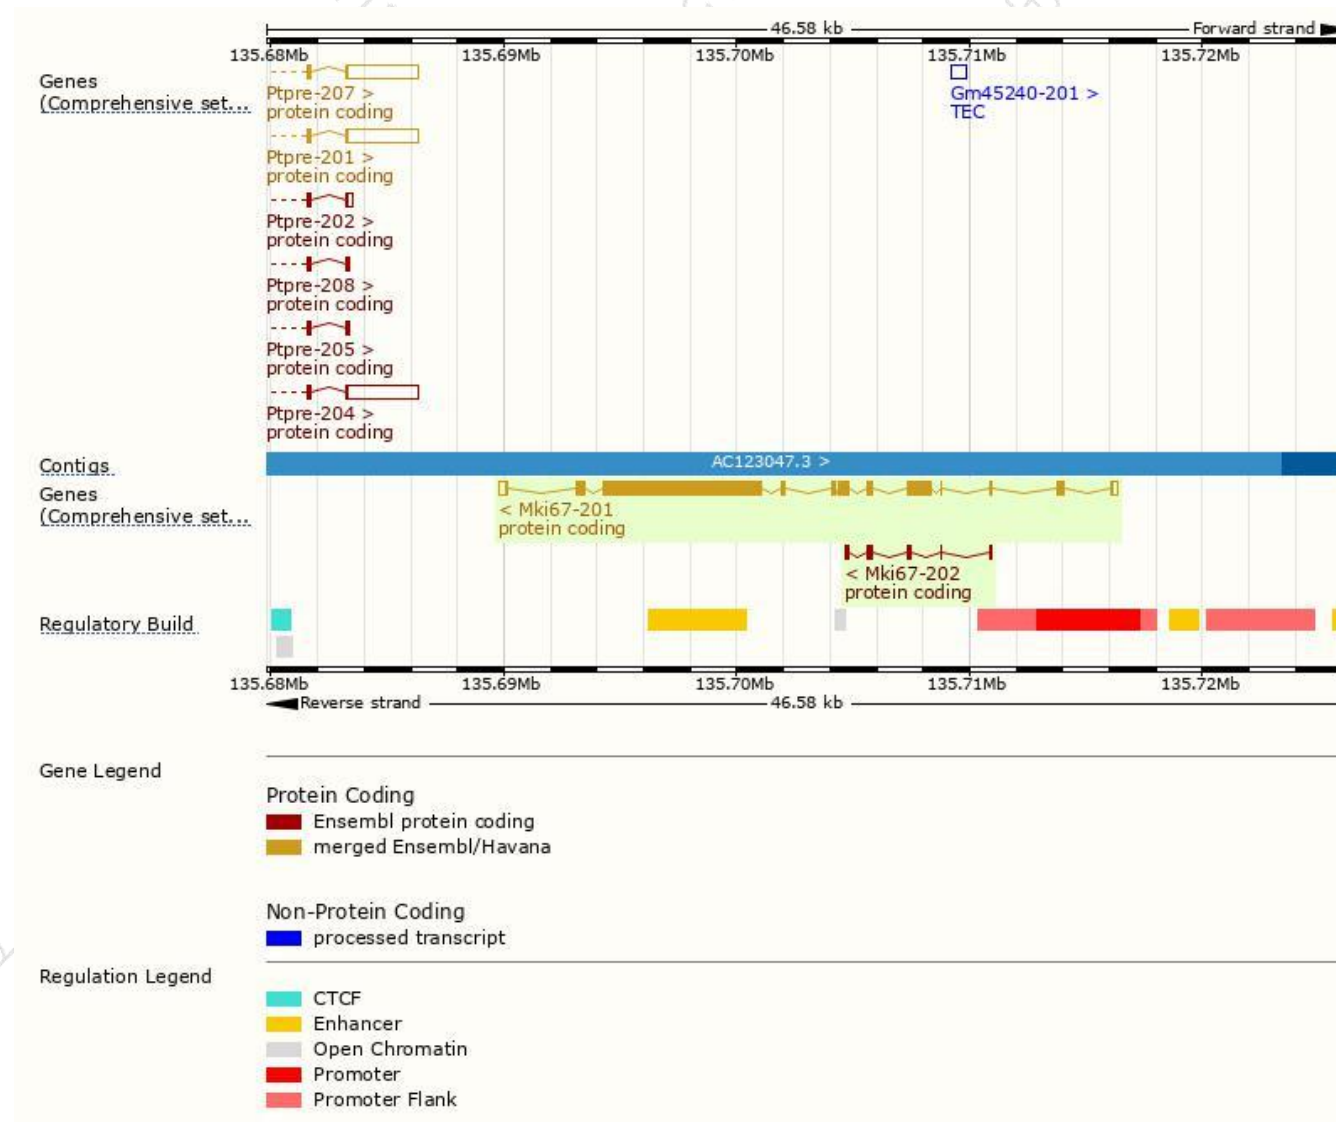 46.58 kb Forward strand
135.68Mb 135.69Mb 135.70Mb 135.71Mb 135.72Mb
Genes
(Comprehensive set...
Ptpre-207 >
protein coding
Gm45240-201 >
TEC
Ptpre-201 >
protein coding
Ptpre-202 >
protein coding
Ptpre-208 >
protein coding
Ptpre-205 >
protein coding
Ptpre-204 >
protein coding
Contigs
AC123047.3 >
Genes
(Comprehensive set...
< Mki67-201
protein coding
< Mki67-202
protein coding
Regulatory Build
135.68Mb 135.69Mb 135.70Mb 135.71Mb 135.72Mb
Reverse strand 46.58 kb
Gene Legend
Protein Coding
Ensembl protein coding
merged Ensembl/Havana
Non-Protein Coding
processed transcript
Regulation Legend
CTCF
Enhancer
Open Chromatin
Promoter
Promoter Flank